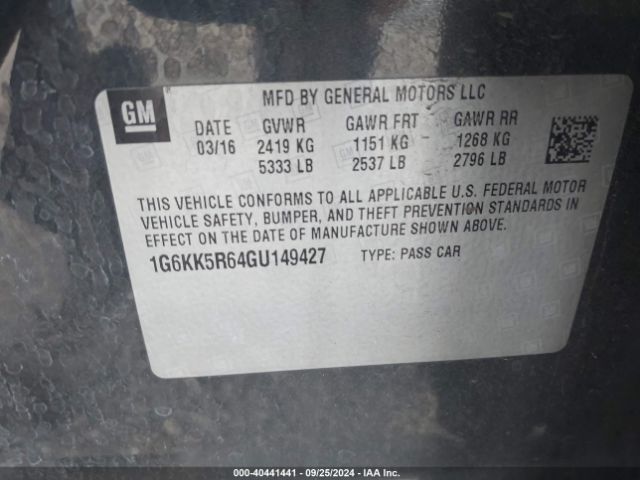 GM
MFD BY GENERAL MOTORS LLC
DATE GVWR GAWR FRT GAWR RR
03/16 2419 KG 1151 KG 1268 KG
5333 LB 2537 LB 2796 LB
THIS VEHICLE CONFORMS TO ALL APPLICABLE U.S. FEDERAL MOTOR
VEHICLE SAFETY, BUMPER, AND THEFT PREVENTION STANDARDS IN
EFFECT ON THE DATE OF MANUFACTURE SHOWN ABOVE.
1G6KK5R64GU149427 TYPE: PASS CAR
000-40441441 - 09/25/2024 - IAA Inc.